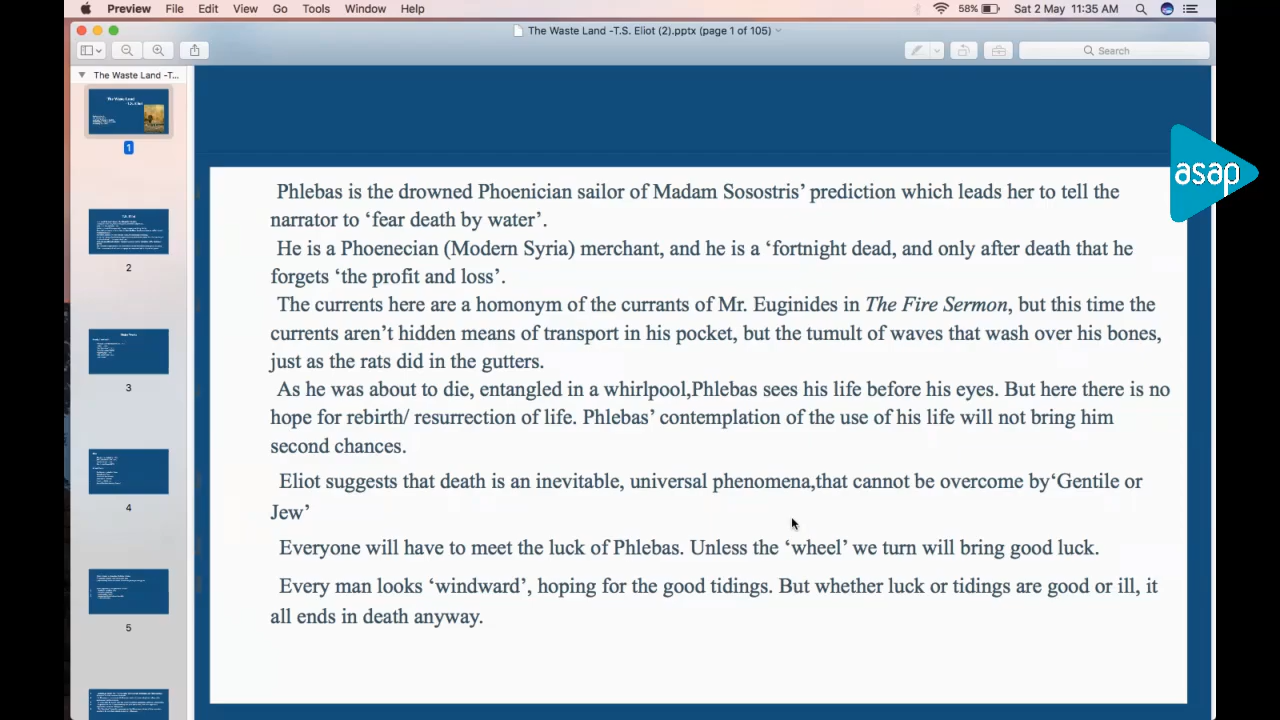 Preview File Edit View Go Tools Window Help 58% Sat 2 May 11:35 AM
The Waste Land -T.S. Eliot (2).pptx (page 1 of 105)
Search
The Waste Land -T...
1
2
3
4
5
asap
Phlebas is the drowned Phoenician sailor of Madam Sosostris’ prediction which leads her to tell the
narrator to ‘fear death by water’.
He is a Phoenecian (Modern Syria) merchant, and he is a ‘fortnight dead, and only after death that he
forgets ‘the profit and loss’.
The currents here are a homonym of the currants of Mr. Euginides in The Fire Sermon, but this time the
currents aren’t hidden means of transport in his pocket, but the tumult of waves that wash over his bones,
just as the rats did in the gutters.
As he was about to die, entangled in a whirlpool,Phlebas sees his life before his eyes. But here there is no
hope for rebirth/ resurrection of life. Phlebas’ contemplation of the use of his life will not bring him
second chances.
Eliot suggests that death is an inevitable, universal phenomena,that cannot be overcome by‘Gentile or
Jew’
Everyone will have to meet the luck of Phlebas. Unless the ‘wheel’ we turn will bring good luck.
Every man looks ‘windward’, hoping for the good tidings. But whether luck or tidings are good or ill, it
all ends in death anyway.